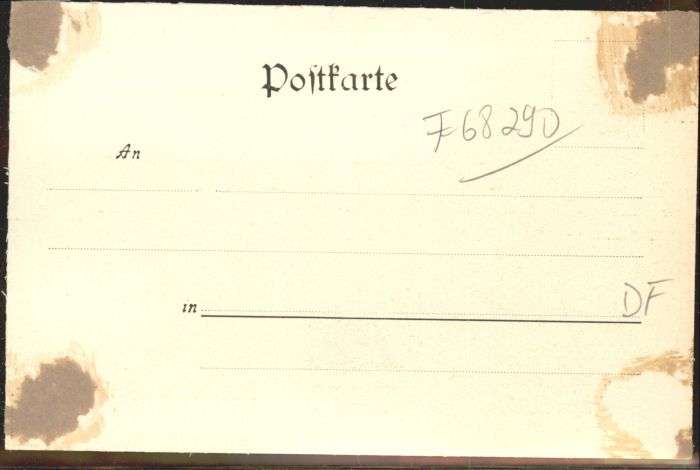 Poſtkarte
F68290
An
in
DF